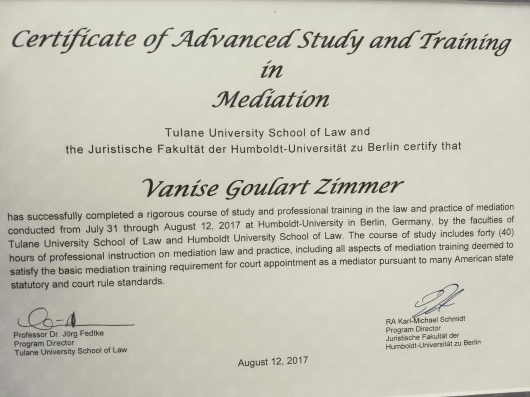 Certificate of Advanced Study and Training
in
Mediation
Tulane University School of Law and
the Juristische Fakultät der Humboldt-Universität zu Berlin certify that
Vanise Goulart Zimmer
has successfully completed a rigorous course of study and professional training in the law and practice of mediation
conducted from July 31 through August 12, 2017 at Humboldt-University in Berlin, Germany, by the faculties of
Tulane University School of Law and Humboldt University School of Law. The course of study includes forty (40)
hours of professional instruction on mediation law and practice, including all aspects of mediation training deemed to
satisfy the basic mediation training requirement for court appointment as a mediator pursuant to many American state
statutory and court rule standards.
Professor Dr. Jörg Fedtke
Program Director
Tulane University School of Law
RA Karl-Michael Schmidt
Program Director
Juristische Fakultät der
Humboldt-Universität zu Berlin
August 12, 2017